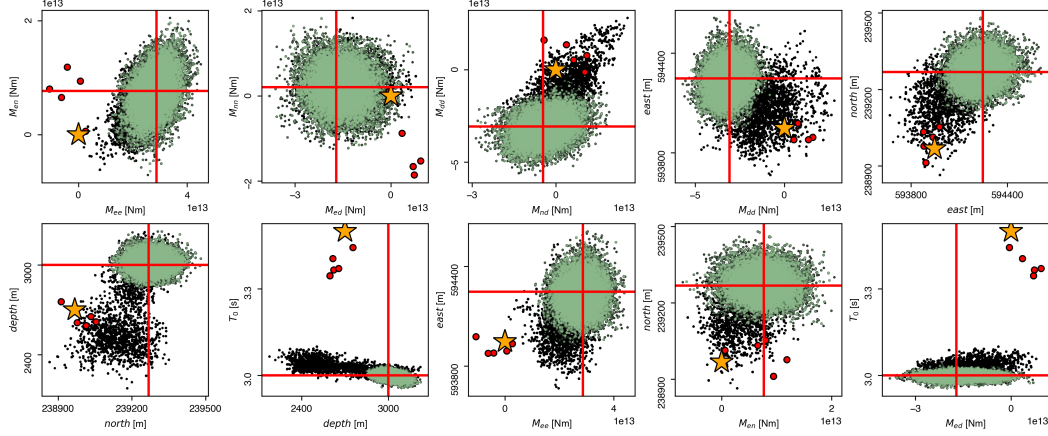 1e13
1e13
1e13
2
0
M_en [Nm]
0
4
M_ee [Nm]
1e13
2
0
−2
M_nn [Nm]
−3
0
M_ed [Nm]
1e13
0
−5
M_dd [Nm]
−3
0
3
M_nd [Nm]
1e13
594400
593800
east [m]
−5
0
M_dd [Nm]
1e13
239500
239200
238900
north [m]
593800
594400
east [m]
3000
2400
depth [m]
238900
239200
239500
north [m]
3.3
3.0
T_0 [s]
2400
3000
depth [m]
594400
593800
east [m]
0
4
M_ee [Nm]
1e13
239500
239200
238900
north [m]
0
2
M_en [Nm]
1e13
3.3
3.0
T_0 [s]
−3
0
M_ed [Nm]
1e13